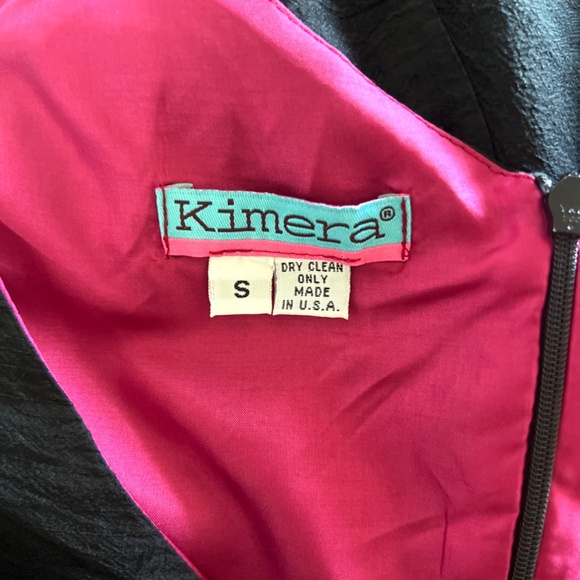 Kimera®
S
DRY CLEAN
ONLY
MADE
IN U.S.A.